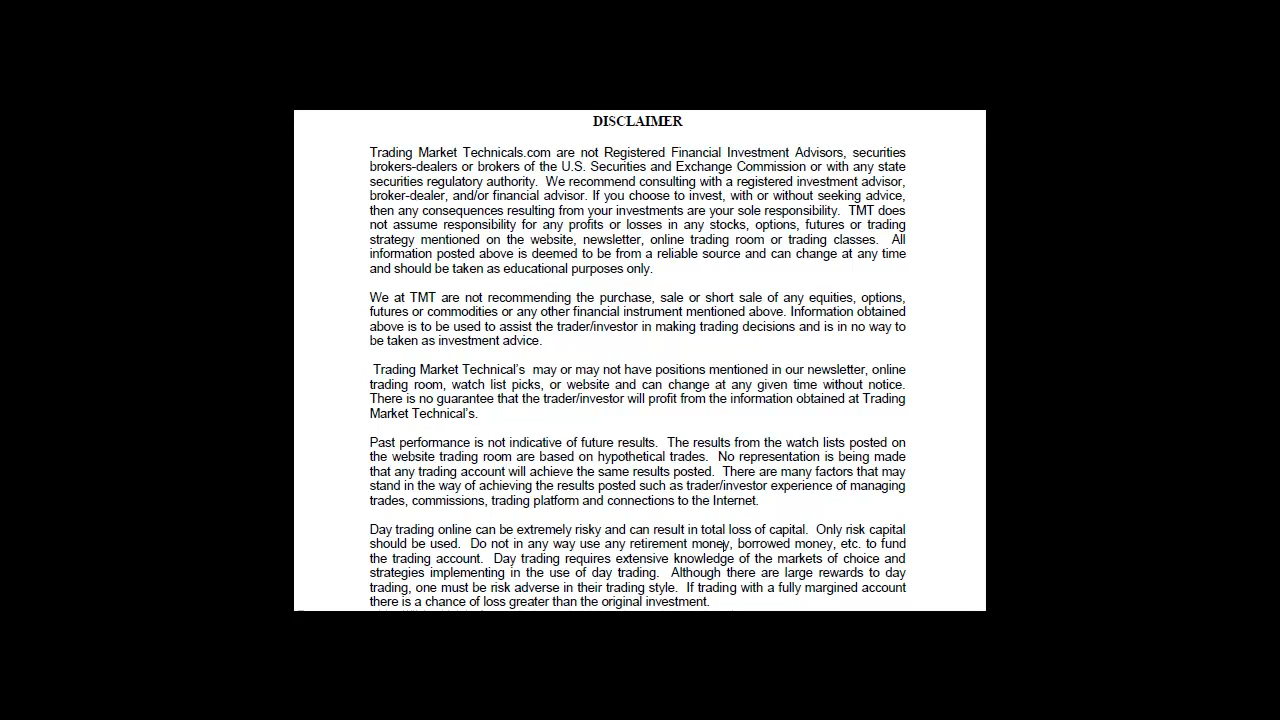 DISCLAIMER
Trading Market Technicals.com are not Registered Financial Investment Advisors, securities
brokers-dealers or brokers of the U.S. Securities and Exchange Commission or with any state
securities regulatory authority.  We recommend consulting with a registered investment advisor,
broker-dealer, and/or financial advisor. If you choose to invest, with or without seeking advice,
then any consequences resulting from your investments are your sole responsibility.  TMT does
not assume responsibility for any profits or losses in any stocks, options, futures or trading
strategy mentioned on the website, newsletter, online trading room or trading classes.  All
information posted above is deemed to be from a reliable source and can change at any time
and should be taken as educational purposes only.
We at TMT are not recommending the purchase, sale or short sale of any equities, options,
futures or commodities or any other financial instrument mentioned above. Information obtained
above is to be used to assist the trader/investor in making trading decisions and is in no way to
be taken as investment advice.
Trading Market Technical's  may or may not have positions mentioned in our newsletter, online
trading room, watch list picks, or website and can change at any given time without notice.
There is no guarantee that the trader/investor will profit from the information obtained at Trading
Market Technical's.
Past performance is not indicative of future results.  The results from the watch lists posted on
the website trading room are based on hypothetical trades.  No representation is being made
that any trading account will achieve the same results posted.  There are many factors that may
stand in the way of achieving the results posted such as trader/investor experience of managing
trades, commissions, trading platform and connections to the Internet.
Day trading online can be extremely risky and can result in total loss of capital.  Only risk capital
should be used.  Do not in any way use any retirement money, borrowed money, etc. to fund
the trading account.  Day trading requires extensive knowledge of the markets of choice and
strategies implementing in the use of day trading.  Although there are large rewards to day
trading, one must be risk adverse in their trading style.  If trading with a fully margined account
there is a chance of loss greater than the original investment.